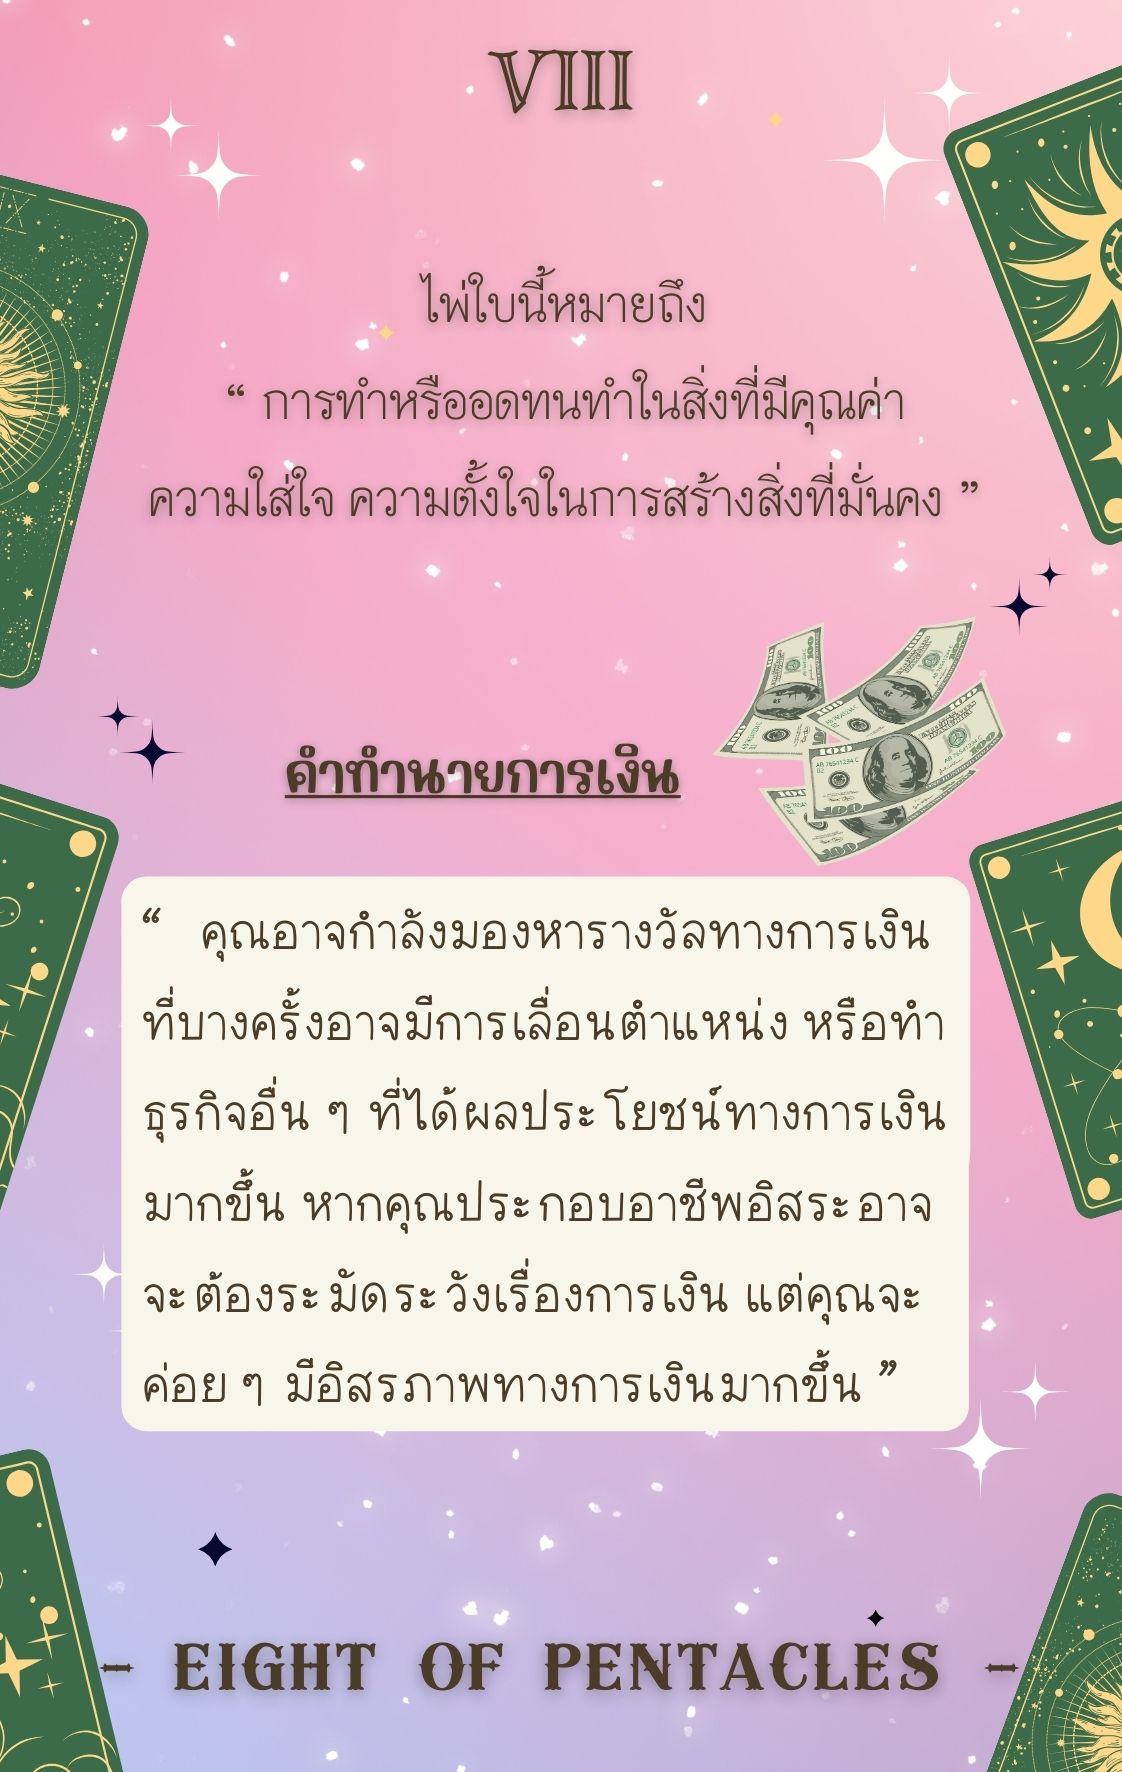 VIII
ไพ่ใบนี้หมายถึง
“ การทำหรืออดทนทำในสิ่งที่มีคุณค่า
ความใส่ใจ ความตั้งใจในการสร้างสิ่งที่มั่นคง ”
คำทำนายการเงิน
“ คุณอาจกำลังมองหารางวัลทางการเงิน
ที่บางครั้งอาจมีการเลื่อนตำแหน่ง หรือทำ
ธุรกิจอื่น ๆ ที่ได้ผลประโยชน์ทางการเงิน
มากขึ้น หากคุณประกอบอาชีพอิสระอาจ
จะต้องระมัดระวังเรื่องการเงิน แต่คุณจะ
ค่อย ๆ มีอิสรภาพทางการเงินมากขึ้น ”
- EIGHT OF PENTACLES -